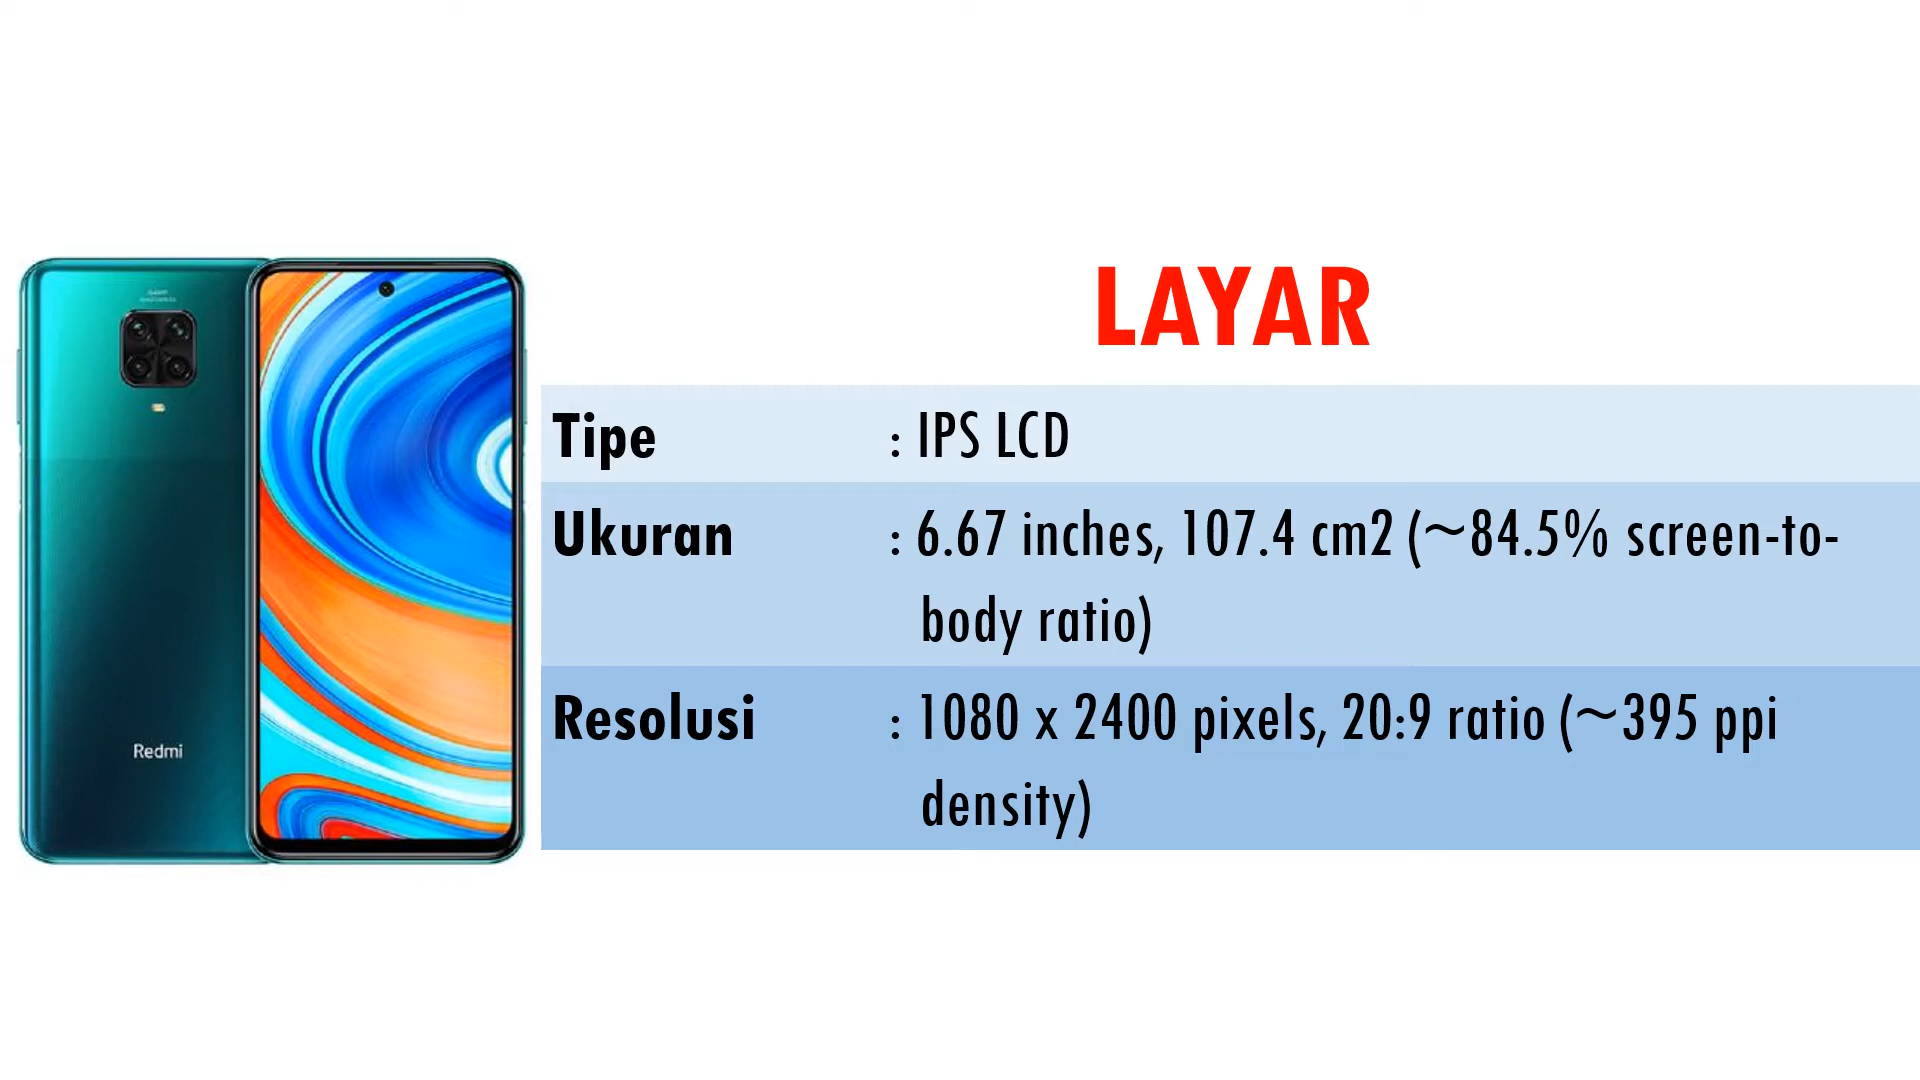 LAYAR
Tipe : IPS LCD
Ukuran : 6.67 inches, 107.4 cm2 (~84.5% screen-to-
body ratio)
Resolusi : 1080 x 2400 pixels, 20:9 ratio (~395 ppi
density)
Redmi